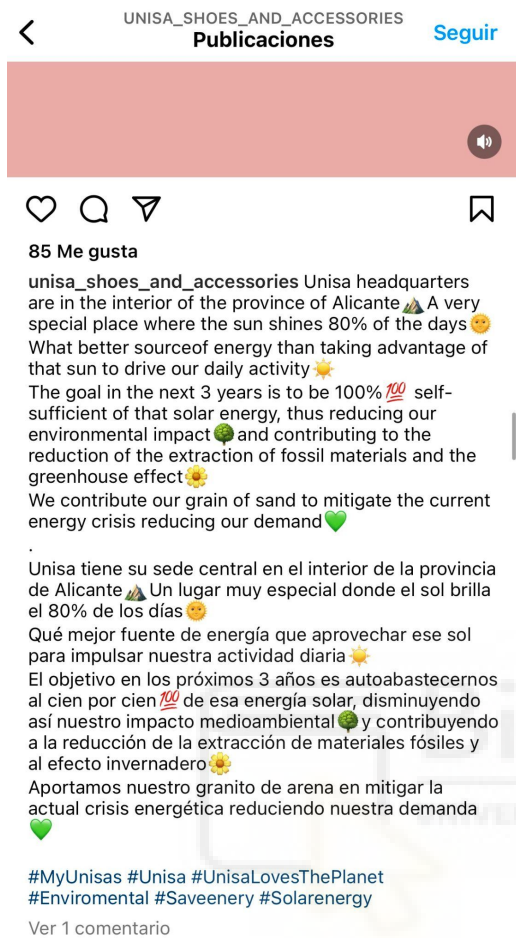 UNISA_SHOES_AND_ACCESSORIES
Publicaciones
Seguir
85 Me gusta
unisa_shoes_and_accessories Unisa headquarters
are in the interior of the province of Alicante⛰️A very
special place where the sun shines 80% of the days🌞
What better sourceof energy than taking advantage of
that sun to drive our daily activity☀️
The goal in the next 3 years is to be 100%💯 self-
sufficient of that solar energy, thus reducing our
environmental impact🌳and contributing to the
reduction of the extraction of fossil materials and the
greenhouse effect🌼
We contribute our grain of sand to mitigate the current
energy crisis reducing our demand💚
.
Unisa tiene su sede central en el interior de la provincia
de Alicante⛰️Un lugar muy especial donde el sol brilla
el 80% de los días🌞
Qué mejor fuente de energía que aprovechar ese sol
para impulsar nuestra actividad diaria☀️
El objetivo en los próximos 3 años es autoabastecernos
al cien por cien💯de esa energía solar, disminuyendo
así nuestro impacto medioambiental🌳y contribuyendo
a la reducción de la extracción de materiales fósiles y
al efecto invernadero🌼
Aportamos nuestro granito de arena en mitigar la
actual crisis energética reduciendo nuestra demanda
💚
#MyUnisas #Unisa #UnisaLovesThePlanet
#Enviromental #Saveenery #Solarenergy
Ver 1 comentario